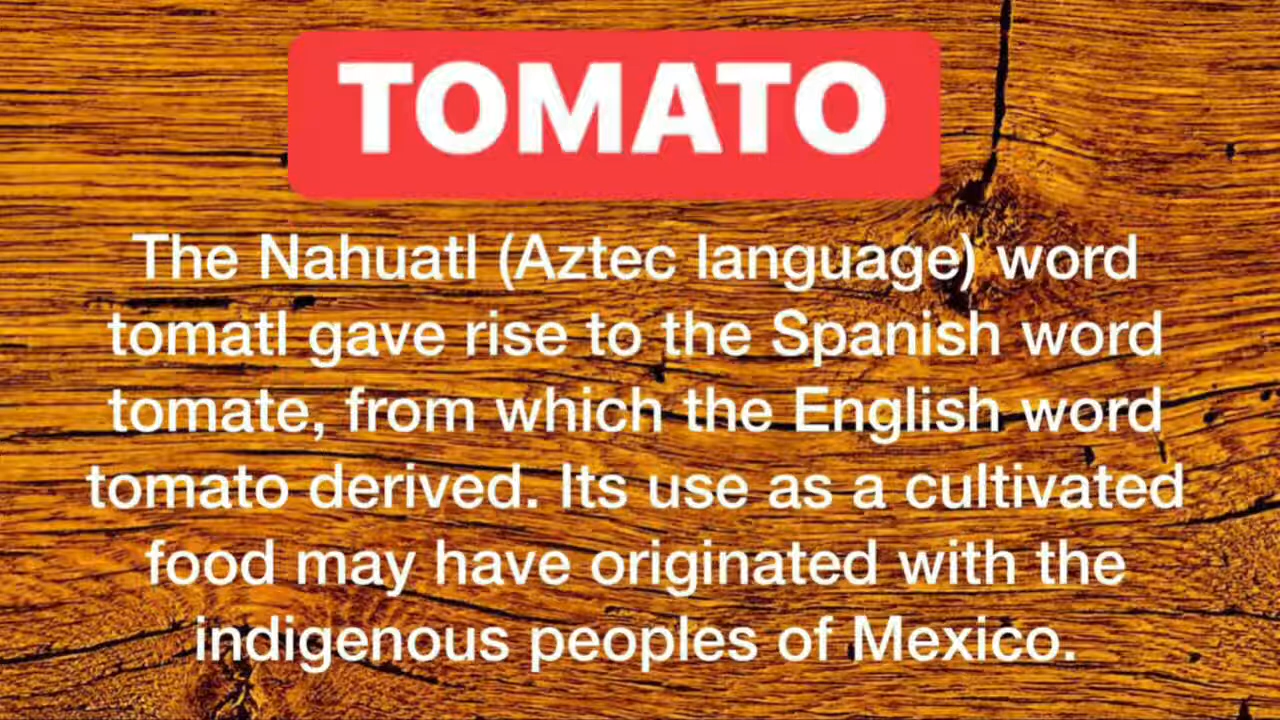 TOMATO
The Nahuatl (Aztec language) word
tomatl gave rise to the Spanish word
tomate, from which the English word
tomato derived. Its use as a cultivated
food may have originated with the
indigenous peoples of Mexico.